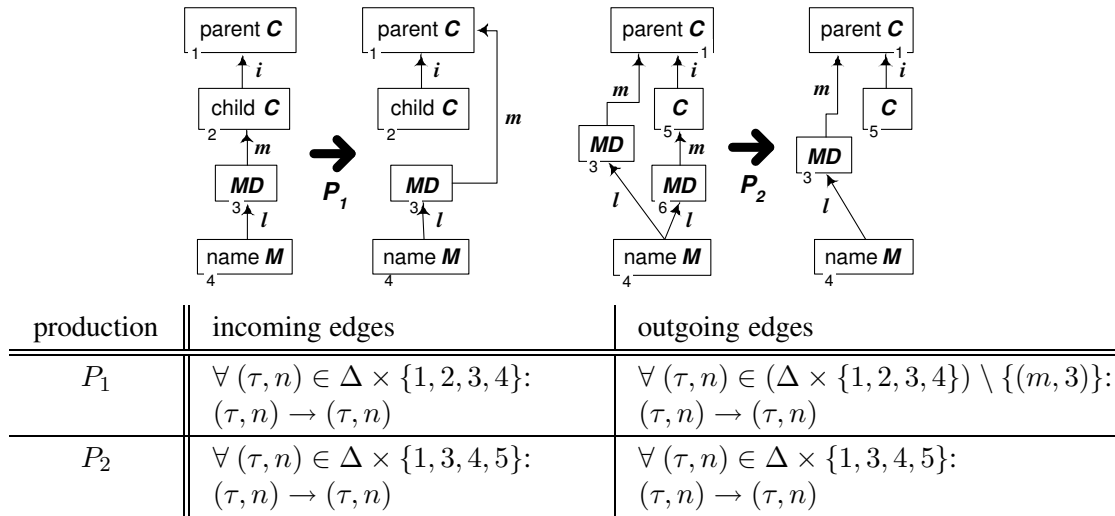 parent C
1
i
child C
2
m
MD
3
l
name M
4
P1
parent C
1
i
child C
2
m
MD
3
l
name M
4
parent C
1
m
i
C
5
MD
3
m
MD
6
l
l
name M
4
P2
parent C
1
m
i
C
5
MD
3
l
name M
4
production incoming edges outgoing edges
P1 ∀ (τ, n) ∈ Δ × {1, 2, 3, 4}: ∀ (τ, n) ∈ (Δ × {1, 2, 3, 4}) \ {(m, 3)}:
(τ, n) → (τ, n) (τ, n) → (τ, n)
P2 ∀ (τ, n) ∈ Δ × {1, 3, 4, 5}: ∀ (τ, n) ∈ Δ × {1, 3, 4, 5}:
(τ, n) → (τ, n) (τ, n) → (τ, n)